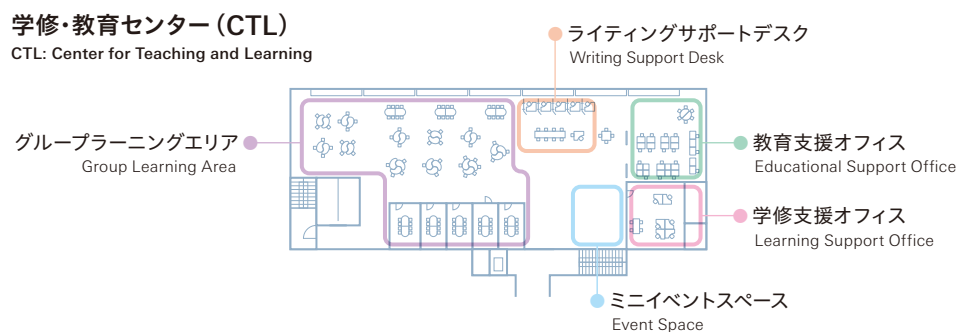 学修・教育センター(CTL)
CTL: Center for Teaching and Learning
ライティングサポートデスク
Writing Support Desk
グループラーニングエリア
Group Learning Area
教育支援オフィス
Educational Support Office
学修支援オフィス
Learning Support Office
ミニイベントスペース
Event Space